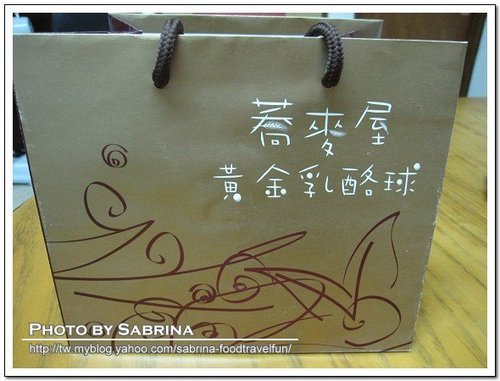 蕎麥屋
黃金乳酪球
PHOTO BY SABRINA
http://tw.myblog.yahoo.com/sabrina-foodtravelfun/